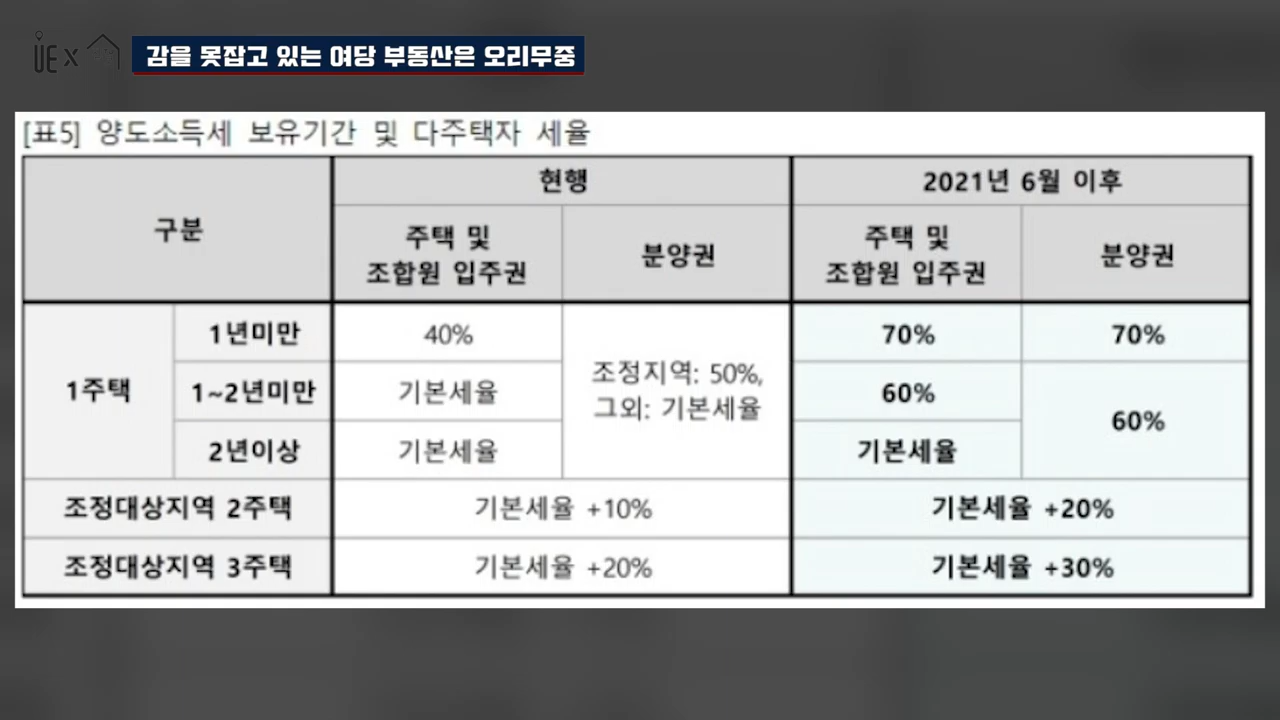 UE X
감을 못잡고 있는 여당 부동산은 오리무중
[표5] 양도소득세 보유기간 및 다주택자 세율
구분
현행
2021년 6월 이후
주택 및
조합원 입주권
분양권
주택 및
조합원 입주권
분양권
1주택
1년미만
40%
조정지역: 50%,
그외: 기본세율
70%
70%
1~2년미만
기본세율
60%
60%
2년이상
기본세율
기본세율
조정대상지역 2주택
기본세율 +10%
기본세율 +20%
조정대상지역 3주택
기본세율 +20%
기본세율 +30%